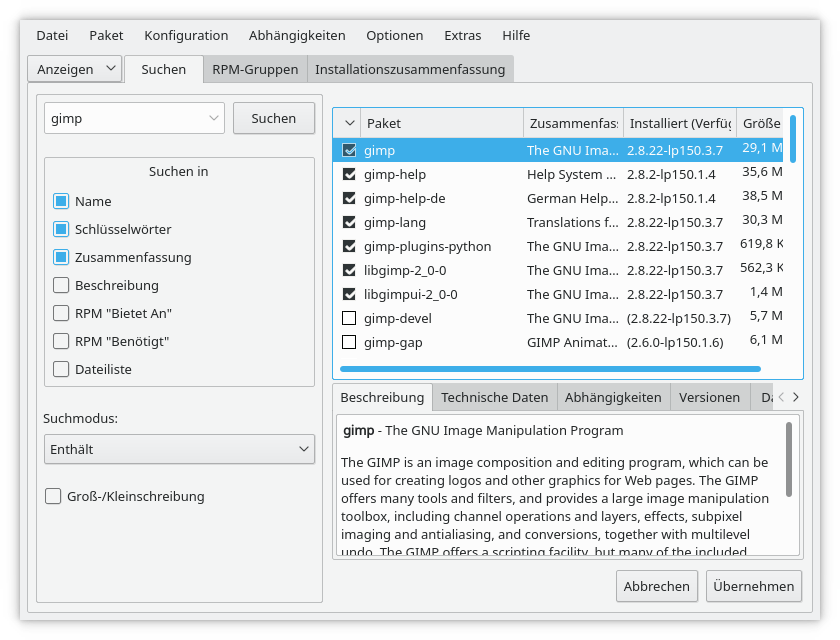 Datei Paket Konfiguration Abhängigkeiten Optionen Extras Hilfe
Anzeigen Suchen RPM-Gruppen Installationszusammenfassung
gimp Suchen
Suchen in
Name
Schlüsselwörter
Zusammenfassung
Beschreibung
RPM "Bietet An"
RPM "Benötigt"
Dateiliste
Suchmodus:
Enthält
Groß-/Kleinschreibung
Paket Zusammenfas Installiert (Verfüg Größe
gimp The GNU Ima... 2.8.22-lp150.3.7 29,1 M
gimp-help Help System ... 2.8.2-lp150.1.4 35,6 M
gimp-help-de German Help... 2.8.2-lp150.1.4 38,5 M
gimp-lang Translations f... 2.8.22-lp150.3.7 30,3 M
gimp-plugins-python The GNU Ima... 2.8.22-lp150.3.7 619,8 K
libgimp-2_0-0 The GNU Ima... 2.8.22-lp150.3.7 562,3 K
libgimpui-2_0-0 The GNU Ima... 2.8.22-lp150.3.7 1,4 M
gimp-devel The GNU Ima... (2.8.22-lp150.3.7) 5,7 M
gimp-gap GIMP Animat... (2.6.0-lp150.1.6) 6,1 M
Beschreibung Technische Daten Abhängigkeiten Versionen Da
gimp - The GNU Image Manipulation Program
The GIMP is an image composition and editing program, which can be
used for creating logos and other graphics for Web pages. The GIMP
offers many tools and filters, and provides a large image manipulation
toolbox, including channel operations and layers, effects, subpixel
imaging and antialiasing, and conversions, together with multilevel
undo. The GIMP offers a scripting facility, but many of the included
Abbrechen Übernehmen